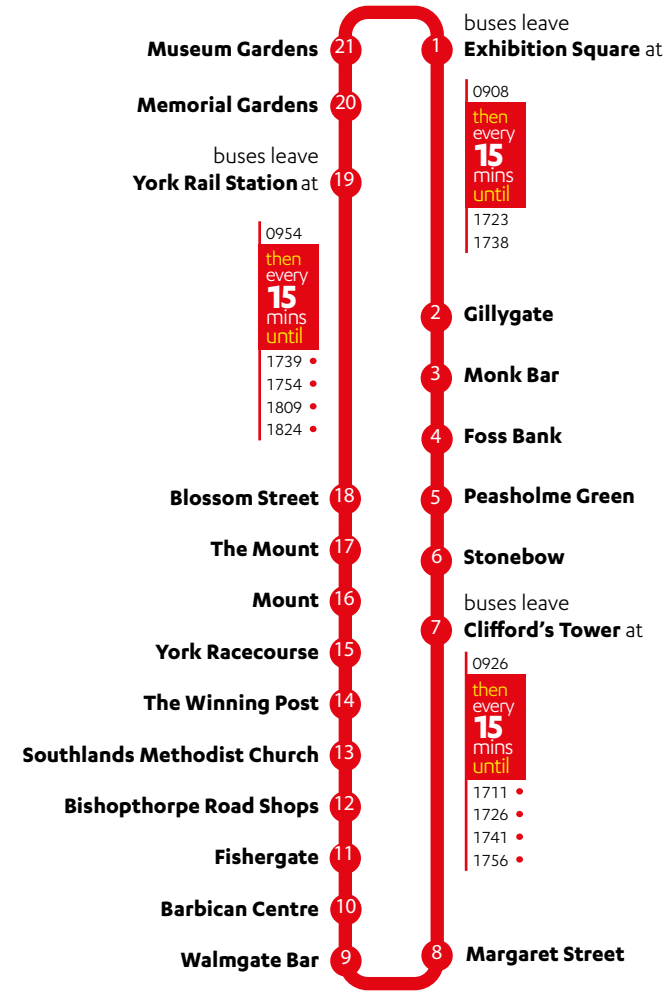 buses leave
1 Exhibition Square at
0908
then
every
15
mins
until
1723
1738
2 Gillygate
3 Monk Bar
4 Foss Bank
5 Peasholme Green
6 Stonebow
buses leave
7 Clifford's Tower at
0926
then
every
15
mins
until
1711 •
1726 •
1741 •
1756 •
8 Margaret Street
Walmgate Bar 9
Barbican Centre 10
Fishergate 11
Bishopthorpe Road Shops 12
Southlands Methodist Church 13
The Winning Post 14
York Racecourse 15
Mount 16
The Mount 17
Blossom Street 18
buses leave
York Rail Station at 19
0954
then
every
15
mins
until
1739 •
1754 •
1809 •
1824 •
Memorial Gardens 20
Museum Gardens 21